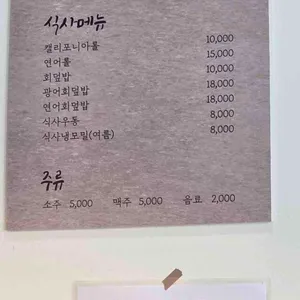 식사메뉴
캘리포니아롤 10,000
연어롤 15,000
회덮밥 10,000
광어회덮밥 18,000
연어회덮밥 18,000
식사우동 8,000
식사냉모밀(여름) 8,000
주류
소주 5,000 맥주 5,000 음료 2,000